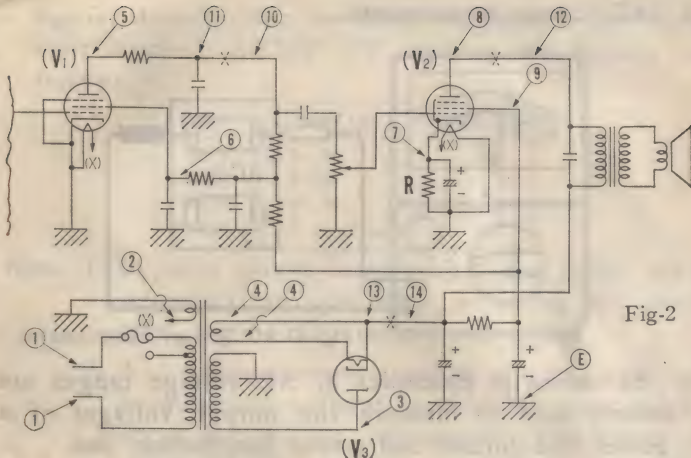 ⑤ ⑪ ⑩ ⑧ ⑫
(V₁) (V₂)
⑨
(X) ⑥ ⑦ (X)
R + -
② ④ ④ ⑬ ⑭
(X)
① Fig-2
+ - + - Ⓔ
①
③
(V₃)